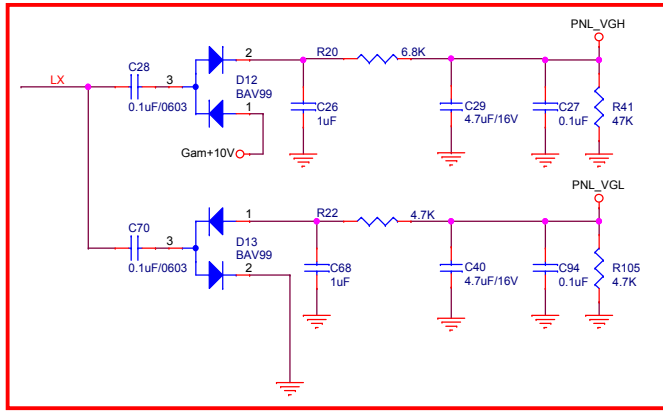 PNL_VGH
C28
2
R20
6.8K
LX
3
D12
BAV99
0.1uF/0603
1
C26
1uF
C29
4.7uF/16V
C27
0.1uF
R41
47K
Gam+10V
PNL_VGL
C70
1
R22
4.7K
3
D13
BAV99
0.1uF/0603
2
C68
1uF
C40
4.7uF/16V
C94
0.1uF
R105
4.7K